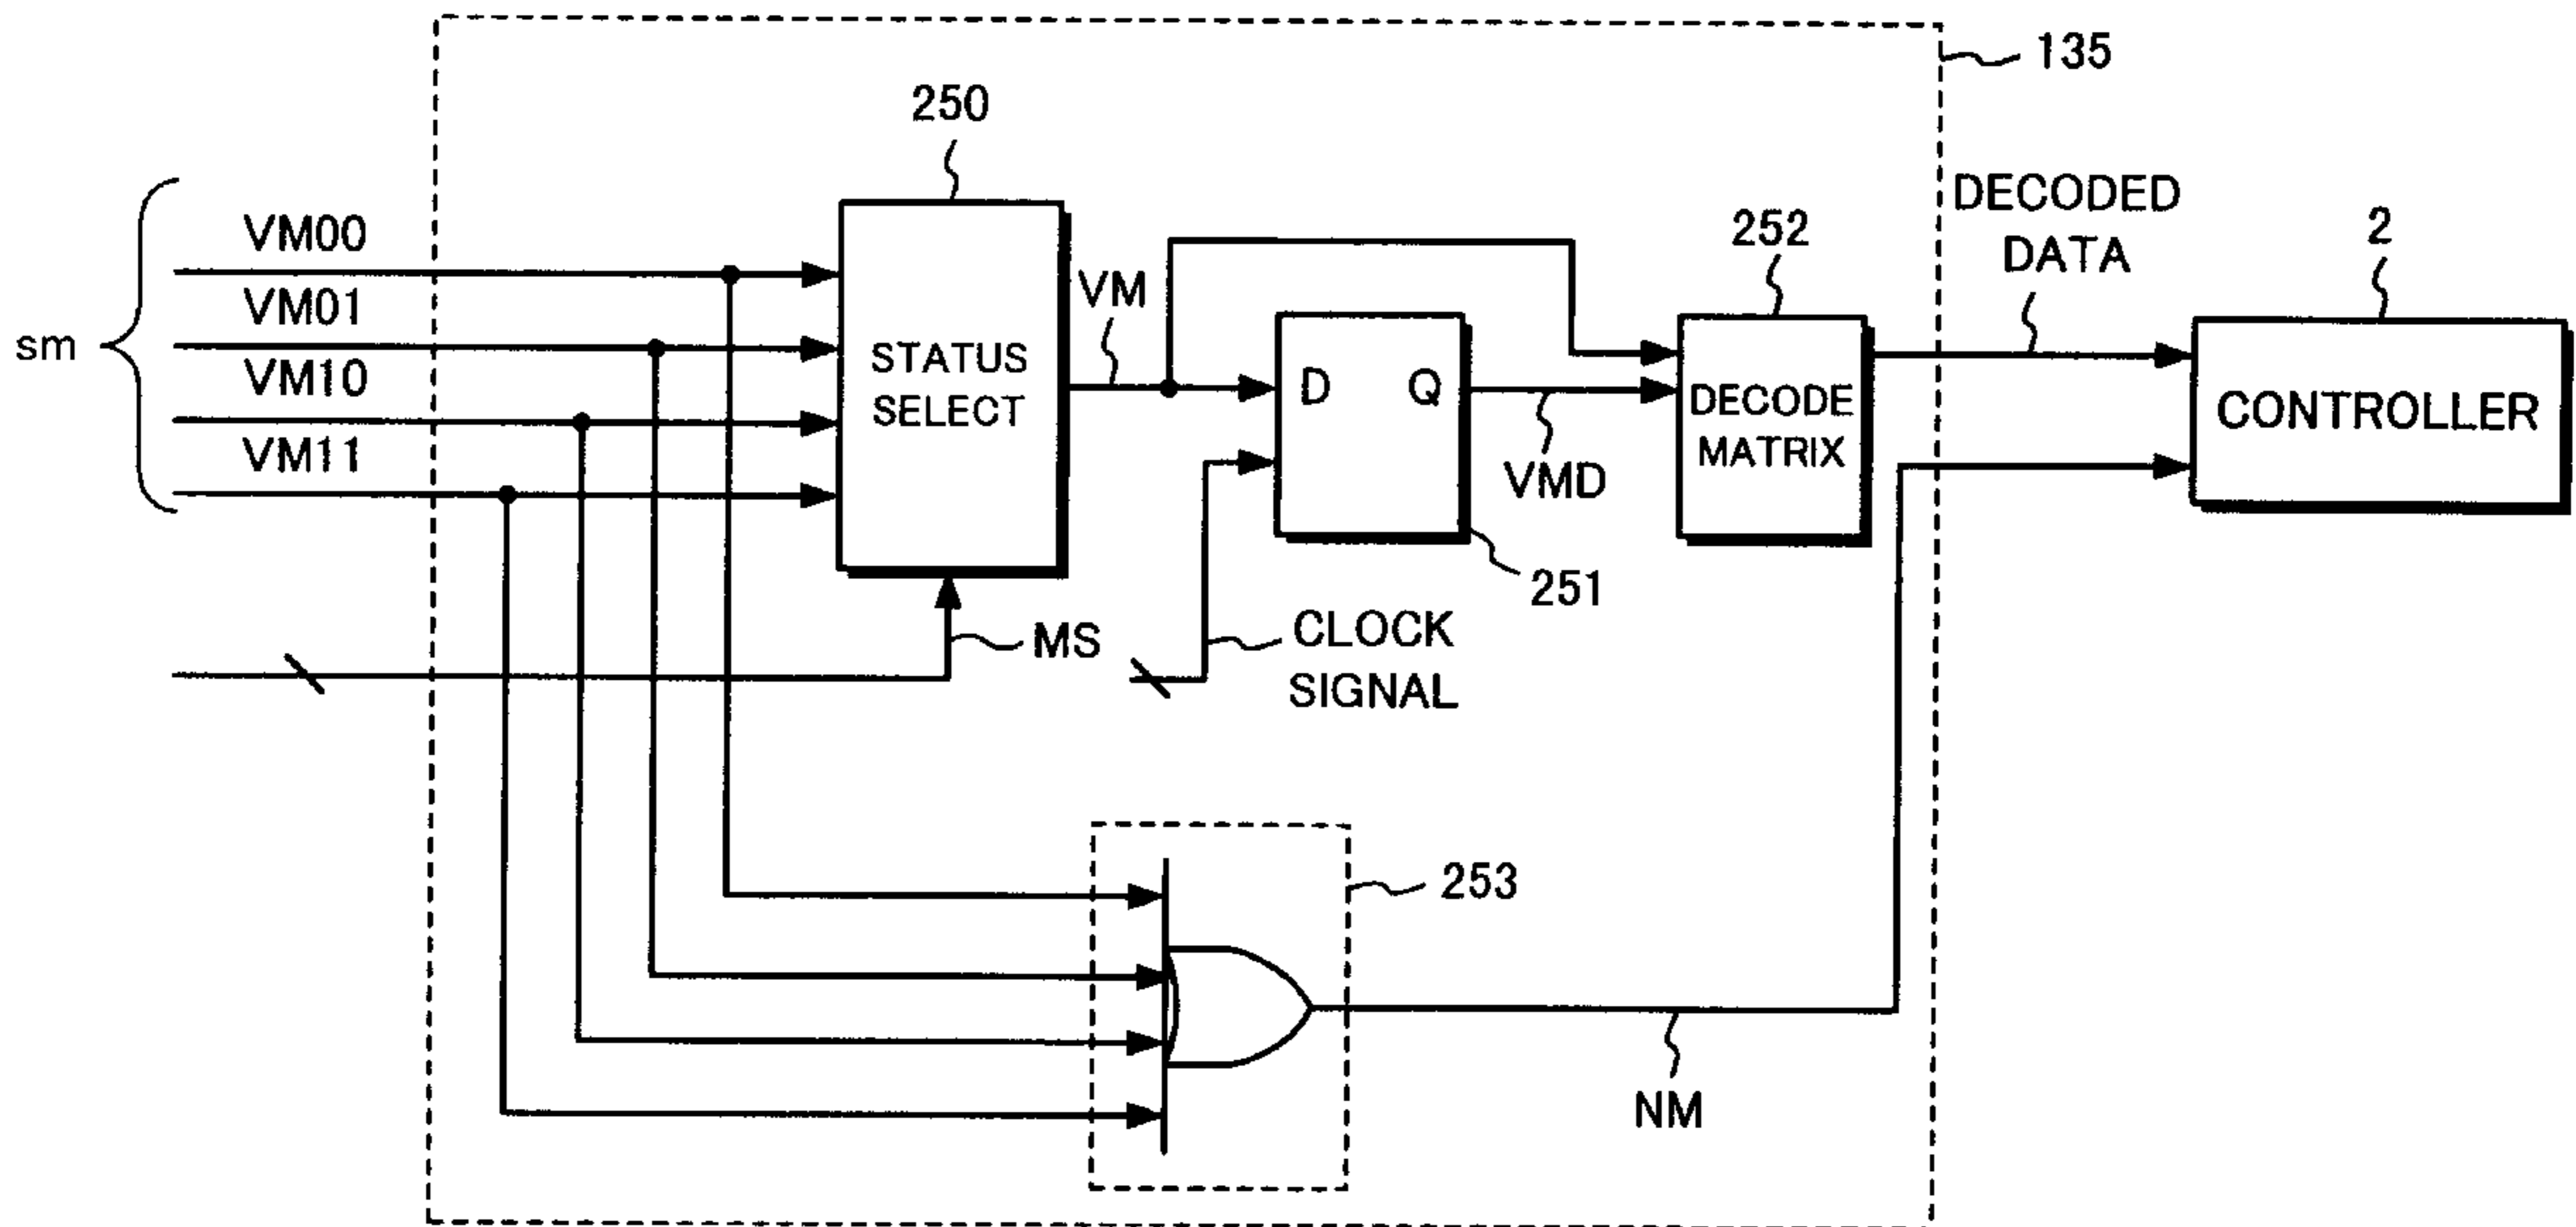 135
250
DECODED
DATA
252
2
VM00
VM01
VM10
VM11
sm
VM
STATUS
SELECT
D Q
DECODE
MATRIX
CONTROLLER
VMD
251
MS
CLOCK
SIGNAL
253
NM